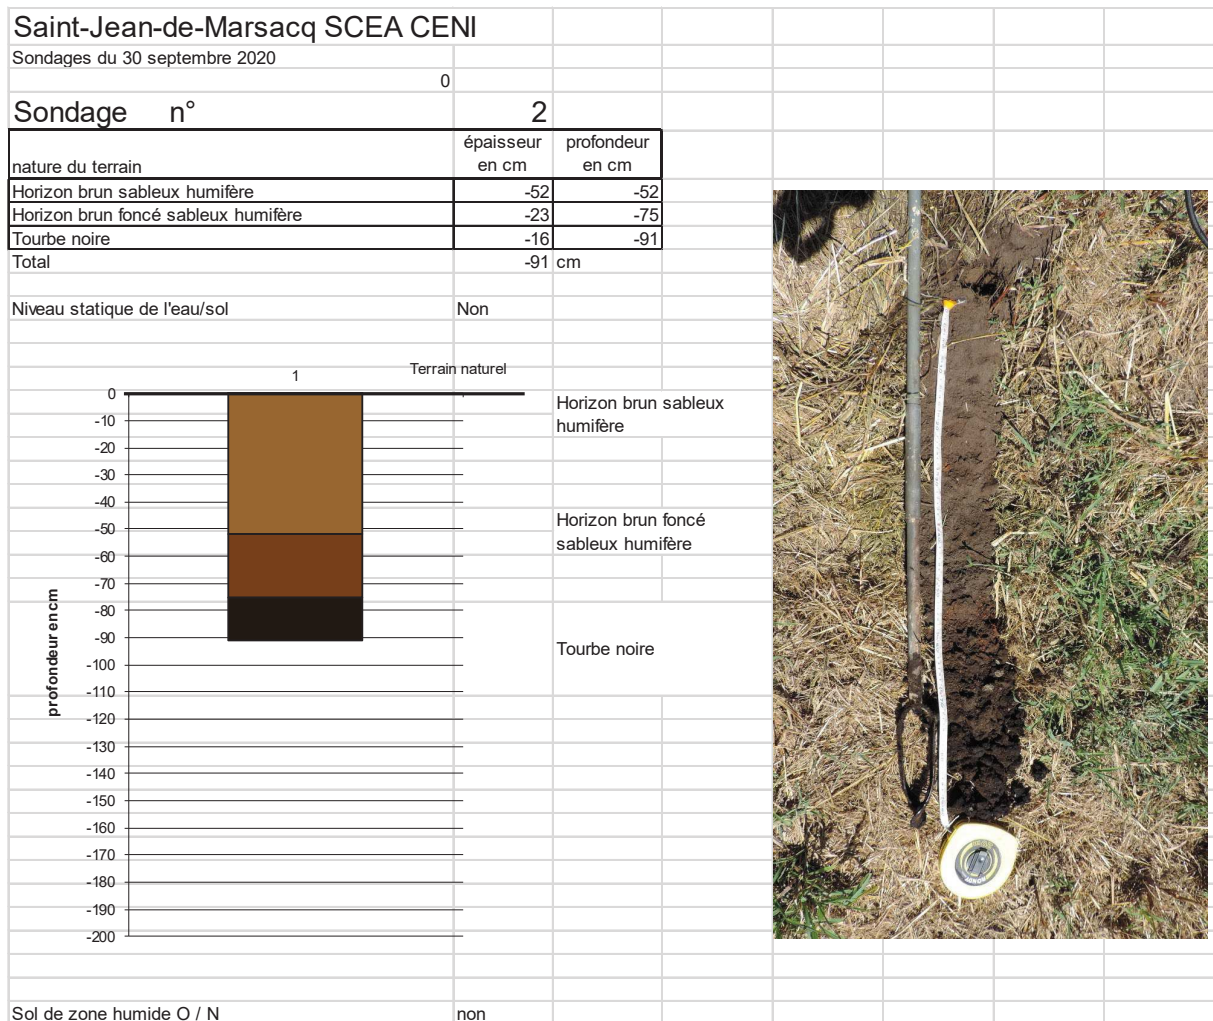 Saint-Jean-de-Marsacq SCEA CENI
Sondages du 30 septembre 2020
0
Sondage n° 2
nature du terrain épaisseur en cm profondeur en cm
Horizon brun sableux humifère -52 -52
Horizon brun foncé sableux humifère -23 -75
Tourbe noire -16 -91
Total -91 cm
Niveau statique de l'eau/sol Non
1 Terrain naturel
0
-10
-20
-30
-40
-50
-60
-70
-80
-90
-100
-110
-120
-130
-140
-150
-160
-170
-180
-190
-200
profondeur en cm
Horizon brun sableux
humifère
Horizon brun foncé
sableux humifère
Tourbe noire
Sol de zone humide O / N non